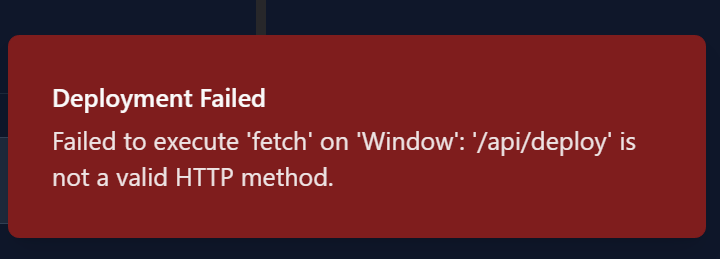 Deployment Failed
Failed to execute 'fetch' on 'Window': '/api/deploy' is
not a valid HTTP method.